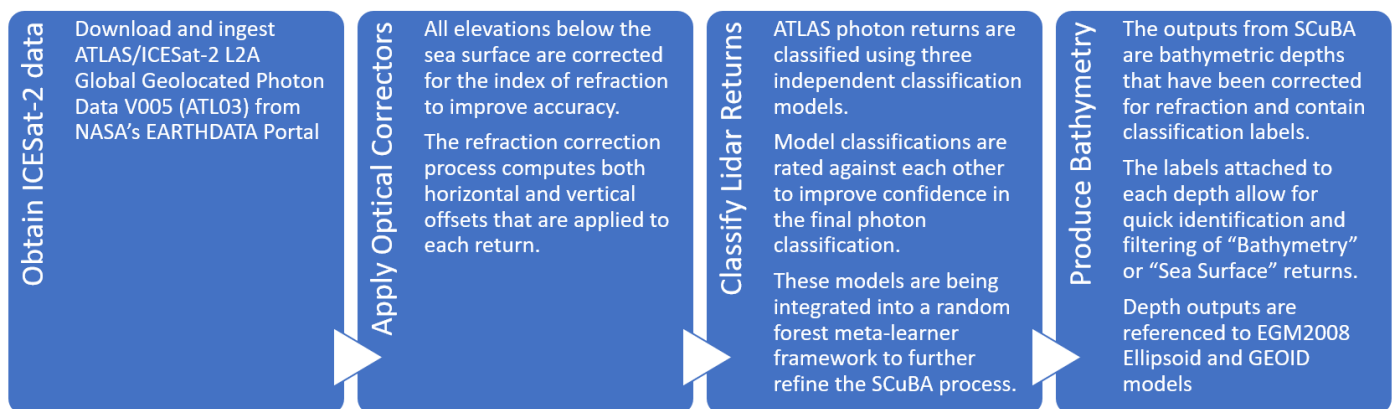 Obtain ICESat-2 data
Download and ingest
ATLAS/ICESat-2 L2A
Global Geolocated Photon
Data V005 (ATL03) from
NASA's EARTHDATA Portal
Apply Optical Correctors
All elevations below the
sea surface are corrected
for the index of refraction
to improve accuracy.
The refraction correction
process computes both
horizontal and vertical
offsets that are applied to
each return.
Classify Lidar Returns
ATLAS photon returns are
classified using three
independent classification
models.
Model classifications are
rated against each other
to improve confidence in
the final photon
classification.
These models are being
integrated into a random
forest meta-learner
framework to further
refine the SCuBA process.
Produce Bathymetry
The outputs from SCuBA
are bathymetric depths
that have been corrected
for refraction and contain
classification labels.
The labels attached to
each depth allow for
quick identification and
filtering of “Bathymetry”
or “Sea Surface” returns.
Depth outputs are
referenced to EGM2008
Ellipsoid and GEOID
models